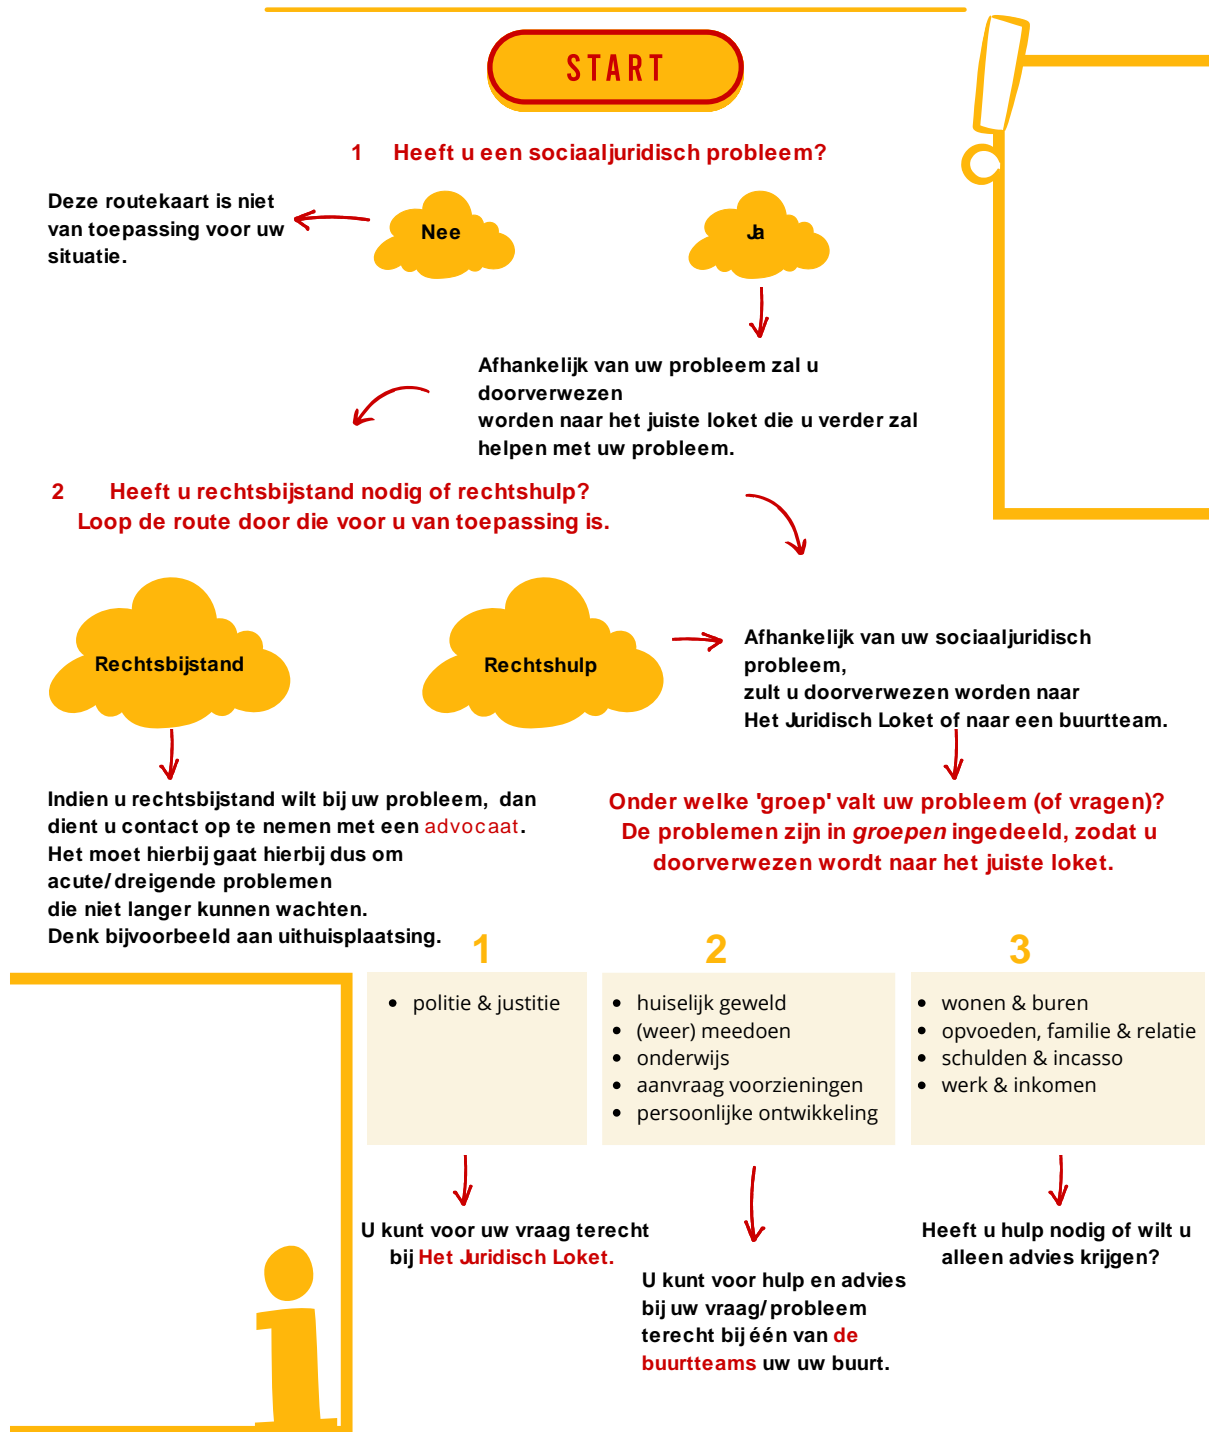 START
1 Heeft u een sociaaljuridisch probleem?
Deze routekaart is niet
van toepassing voor uw
situatie.
Nee
Ja
Afhankelijk van uw probleem zal u
doorverwezen
worden naar het juiste loket die u verder zal
helpen met uw probleem.
2 Heeft u rechtsbijstand nodig of rechtshulp?
Loop de route door die voor u van toepassing is.
Rechtsbijstand
Rechtshulp
Afhankelijk van uw sociaaljuridisch
probleem,
zult u doorverwezen worden naar
Het Juridisch Loket of naar een buurtteam.
Indien u rechtsbijstand wilt bij uw probleem, dan
dient u contact op te nemen met een advocaat.
Het moet hierbij gaat hierbij dus om
acute/dreigende problemen
die niet langer kunnen wachten.
Denk bijvoorbeeld aan uithuisplaatsing.
Onder welke 'groep' valt uw probleem (of vragen)?
De problemen zijn in groepen ingedeeld, zodat u
doorverwezen wordt naar het juiste loket.
1
• politie & justitie
U kunt voor uw vraag terecht
bij Het Juridisch Loket.
2
• huiselijk geweld
• (weer) meedoen
• onderwijs
• aanvraag voorzieningen
• persoonlijke ontwikkeling
U kunt voor hulp en advies
bij uw vraag/probleem
terecht bij één van de
buurtteams uw uw buurt.
3
• wonen & buren
• opvoeden, familie & relatie
• schulden & incasso
• werk & inkomen
Heeft u hulp nodig of wilt u
alleen advies krijgen?